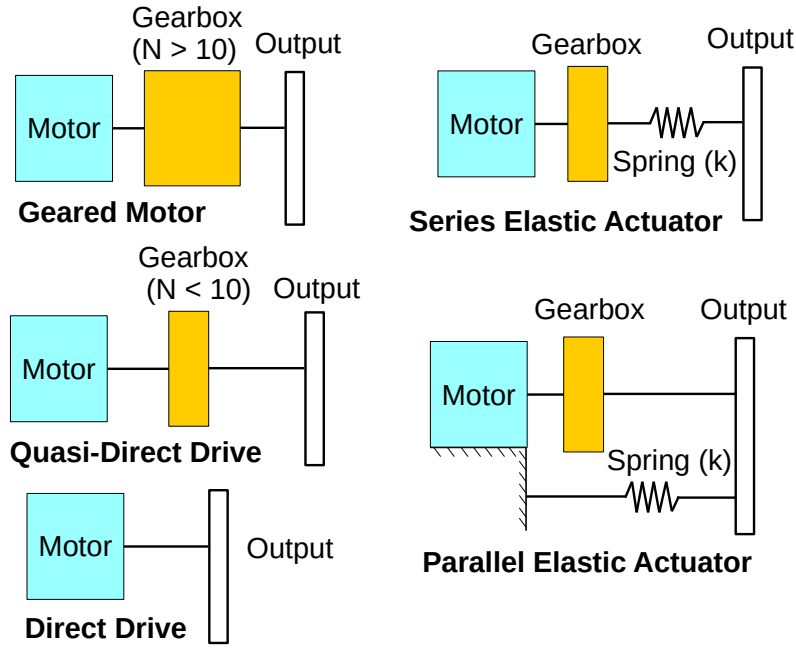 Gearbox
(N > 10)
Output
Motor
Geared Motor
Gearbox
(N < 10)
Output
Motor
Quasi-Direct Drive
Motor
Output
Direct Drive
Output
Gearbox
Motor
Spring (k)
Series Elastic Actuator
Gearbox
Output
Motor
Spring (k)
Parallel Elastic Actuator